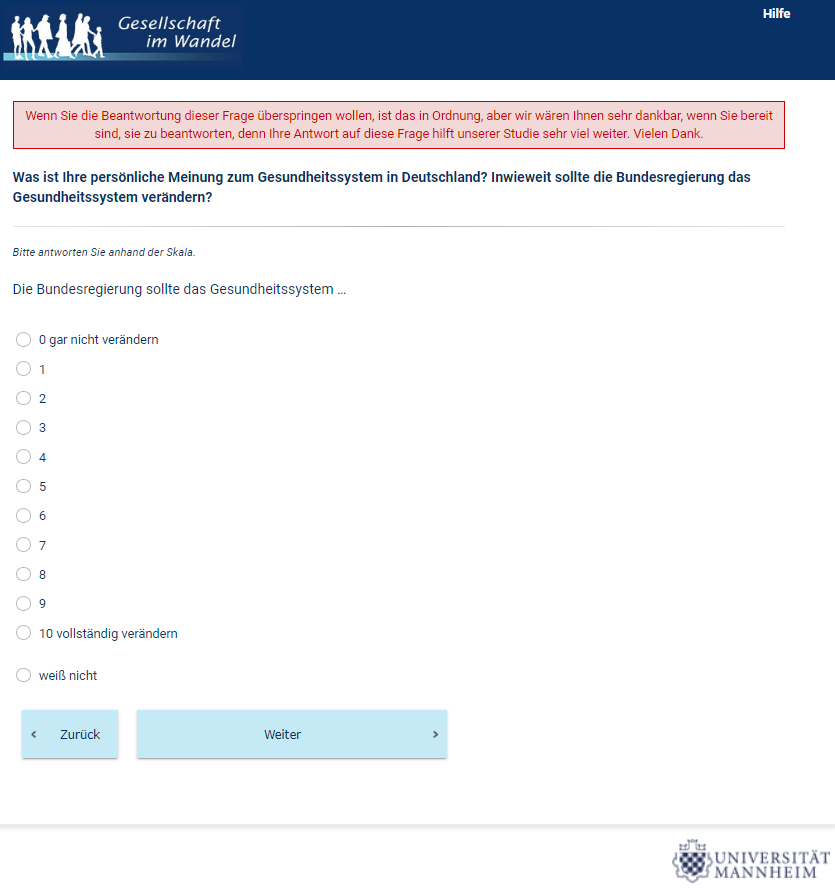 Gesellschaft
im Wandel
Hilfe
Wenn Sie die Beantwortung dieser Frage überspringen wollen, ist das in Ordnung, aber wir wären Ihnen sehr dankbar, wenn Sie bereit
sind, sie zu beantworten, denn Ihre Antwort auf diese Frage hilft unserer Studie sehr viel weiter. Vielen Dank.
Was ist Ihre persönliche Meinung zum Gesundheitssystem in Deutschland? Inwieweit sollte die Bundesregierung das
Gesundheitssystem verändern?
Bitte antworten Sie anhand der Skala.
Die Bundesregierung sollte das Gesundheitssystem ...
0 gar nicht verändern
1
2
3
4
5
6
7
8
9
10 vollständig verändern
weiß nicht
‹ Zurück
Weiter ›
UNIVERSITÄT
MANNHEIM